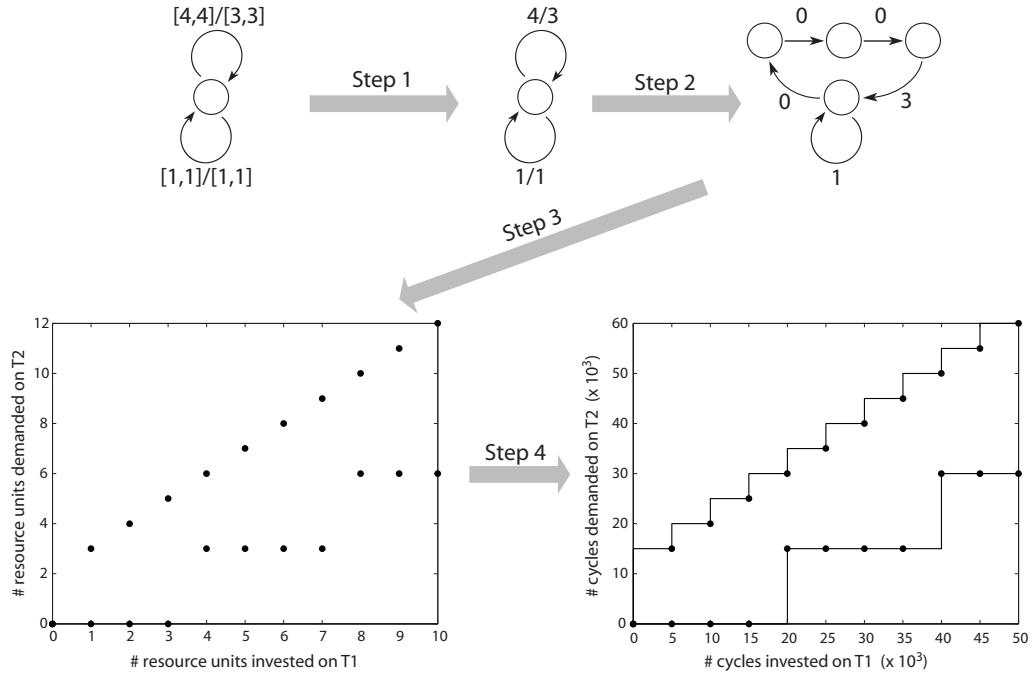 [4,4]/[3,3]
[1,1]/[1,1]
Step 1
4/3
1/1
Step 2
0 0
0 3
1
Step 3
# resource units demanded on T2
12
10
8
6
4
2
0
0 1 2 3 4 5 6 7 8 9 10
# resource units invested on T1
Step 4
# cycles demanded on T2 (x 10³)
60
50
40
30
20
10
0
0 5 10 15 20 25 30 35 40 45 50
# cycles invested on T1 (x 10³)